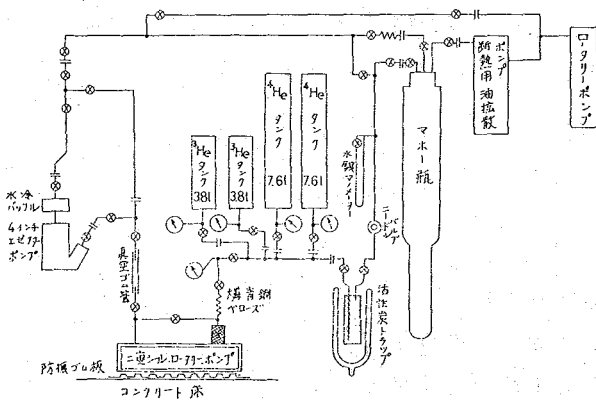 ロータリーポンプ
断熱用油拡散
ポンプ
マホー瓶
⁴He
タンク
7.6l
⁴He
タンク
7.6l
³He
タンク
3.8l
³He
タンク
3.8l
水銀マノメーター
ニードル
バルブ
水冷
バッフル
4インチ
エゼクター
ポンプ
真空ゴム管
燐青銅
ベローズ
活性炭トラップ
二重シール.ロータリー.ポンプ
防振ゴム板
コンクリート床